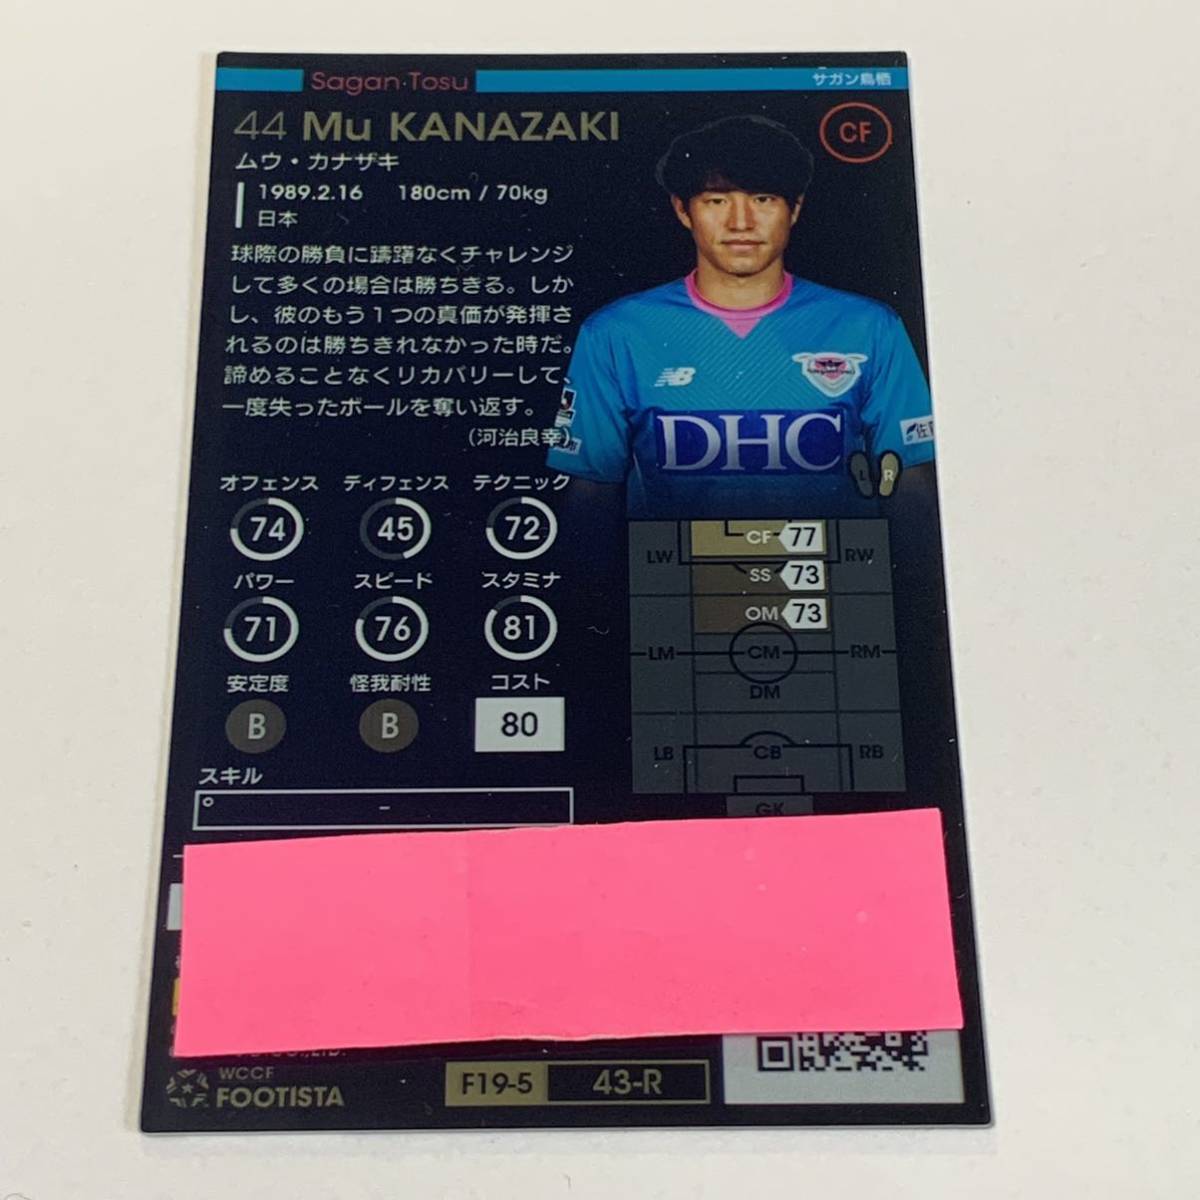 Sagan Tosu
サガン鳥栖
44 Mu KANAZAKI
CF
ムウ・カナザキ
1989.2.16 180cm / 70kg
日本
球際の勝負に躊躇なくチャレンジ
して多くの場合は勝ちきる。しか
し、彼のもう1つの真価が発揮さ
れるのは勝ちきれなかった時だ。
諦めることなくリカバリーして、
一度失ったボールを奪い返す。
(河治良幸)
NB
DHC
L R
オフェンス ディフェンス テクニック
74 45 72
パワー スピード スタミナ
71 76 81
安定度 怪我耐性 コスト
B B 80
スキル
-
LW CF 77 RW
SS 73
OM 73
LM CM RM
DM
LB CB RB
GK
WCCF
FOOTISTA
F19-5 43-R